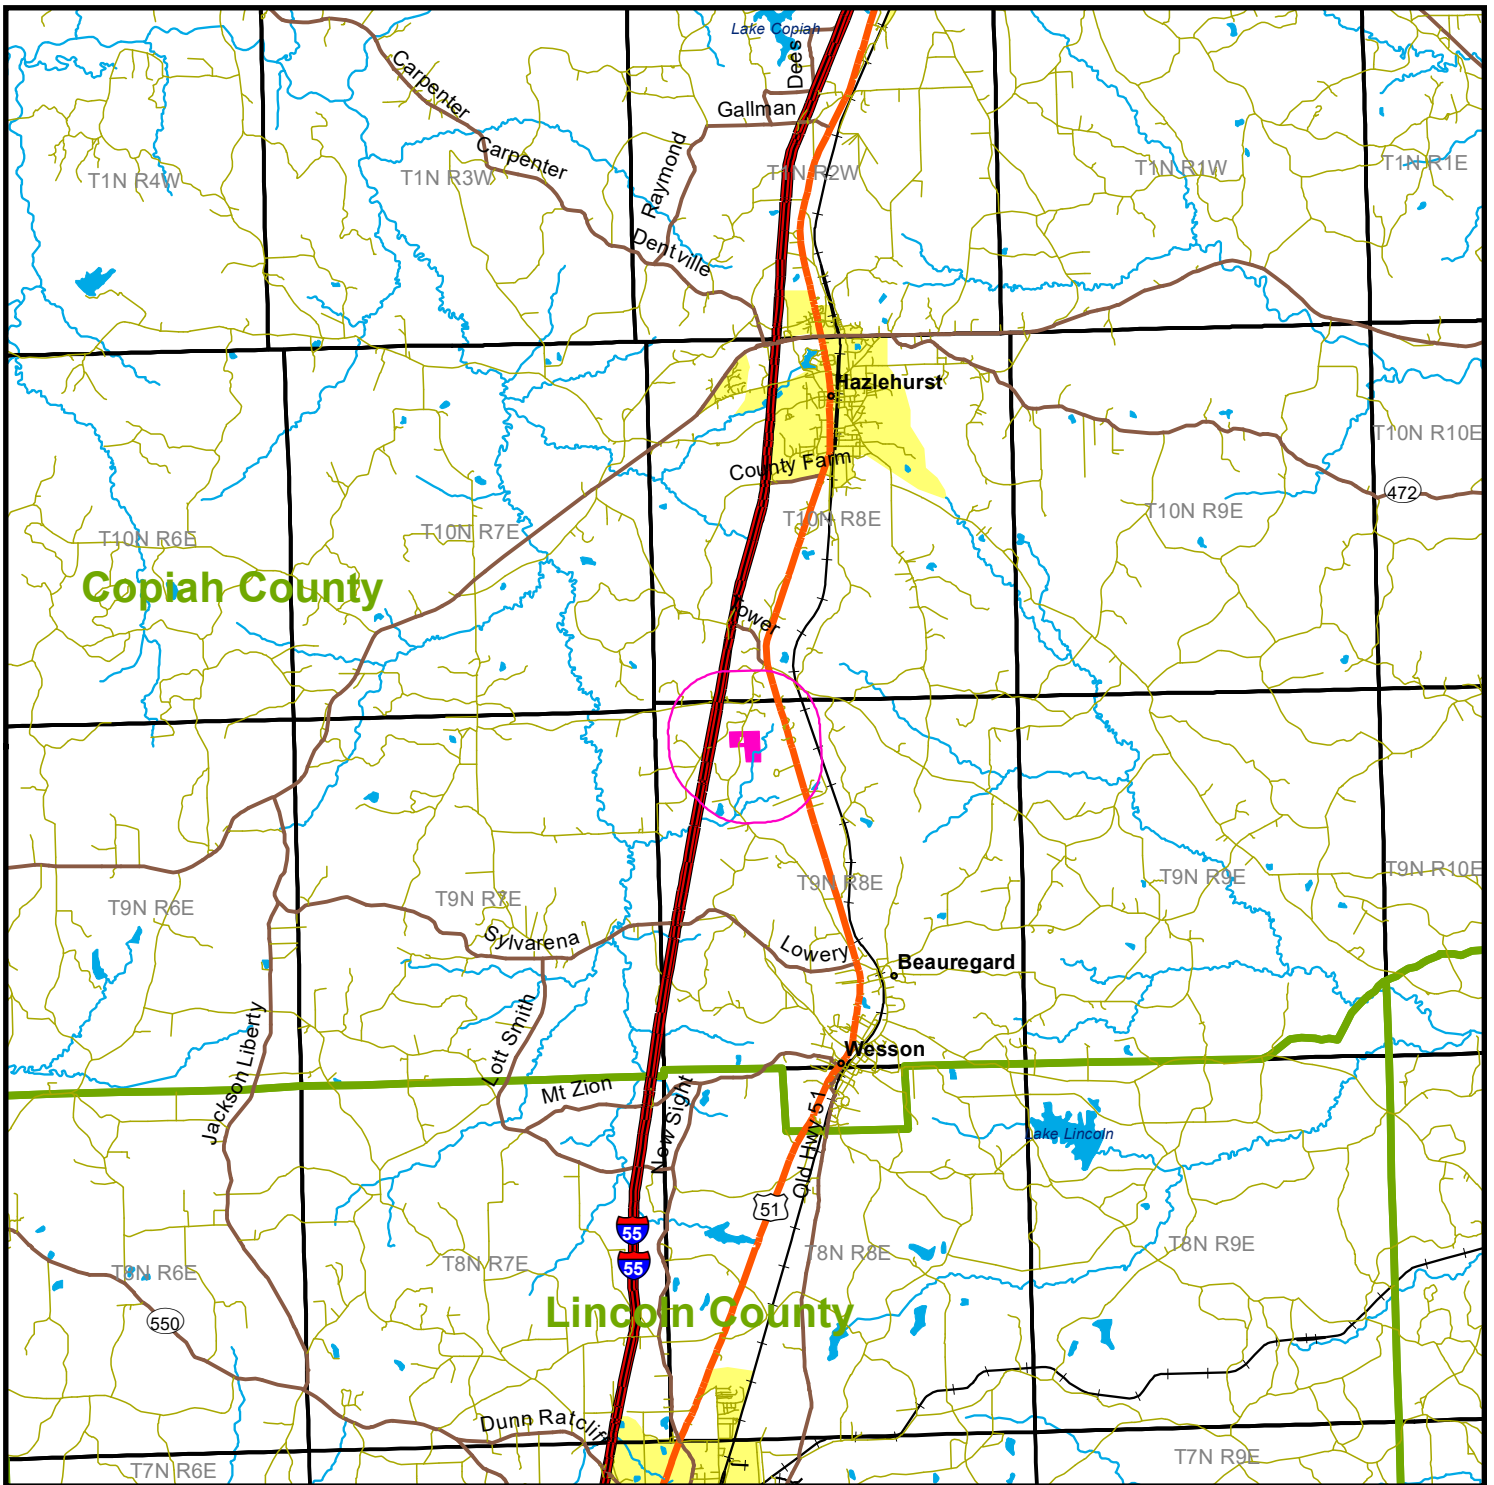 Lake Copiah
Dees
Carpenter
Gallman
Carpenter
Raymond
T1N R4W
T1N R3W
T1N R2W
T1N R1W
T1N R1E
Dentville
Hazlehurst
T10N R10E
County Farm
472
T10N R6E
T10N R7E
T10N R8E
T10N R9E
Copiah County
Tower
T9N R6E
T9N R7E
T9N R8E
T9N R9E
T9N R10E
Sylvarena
Lowery
Beauregard
Lott Smith
Jackson Liberty
Wesson
Mt Zion
New Sight
Old Hwy 51
Lake Lincoln
51
55
55
T8N R6E
T8N R7E
T8N R8E
T8N R9E
Lincoln County
550
Dunn Ratcliff
T7N R6E
T7N R9E